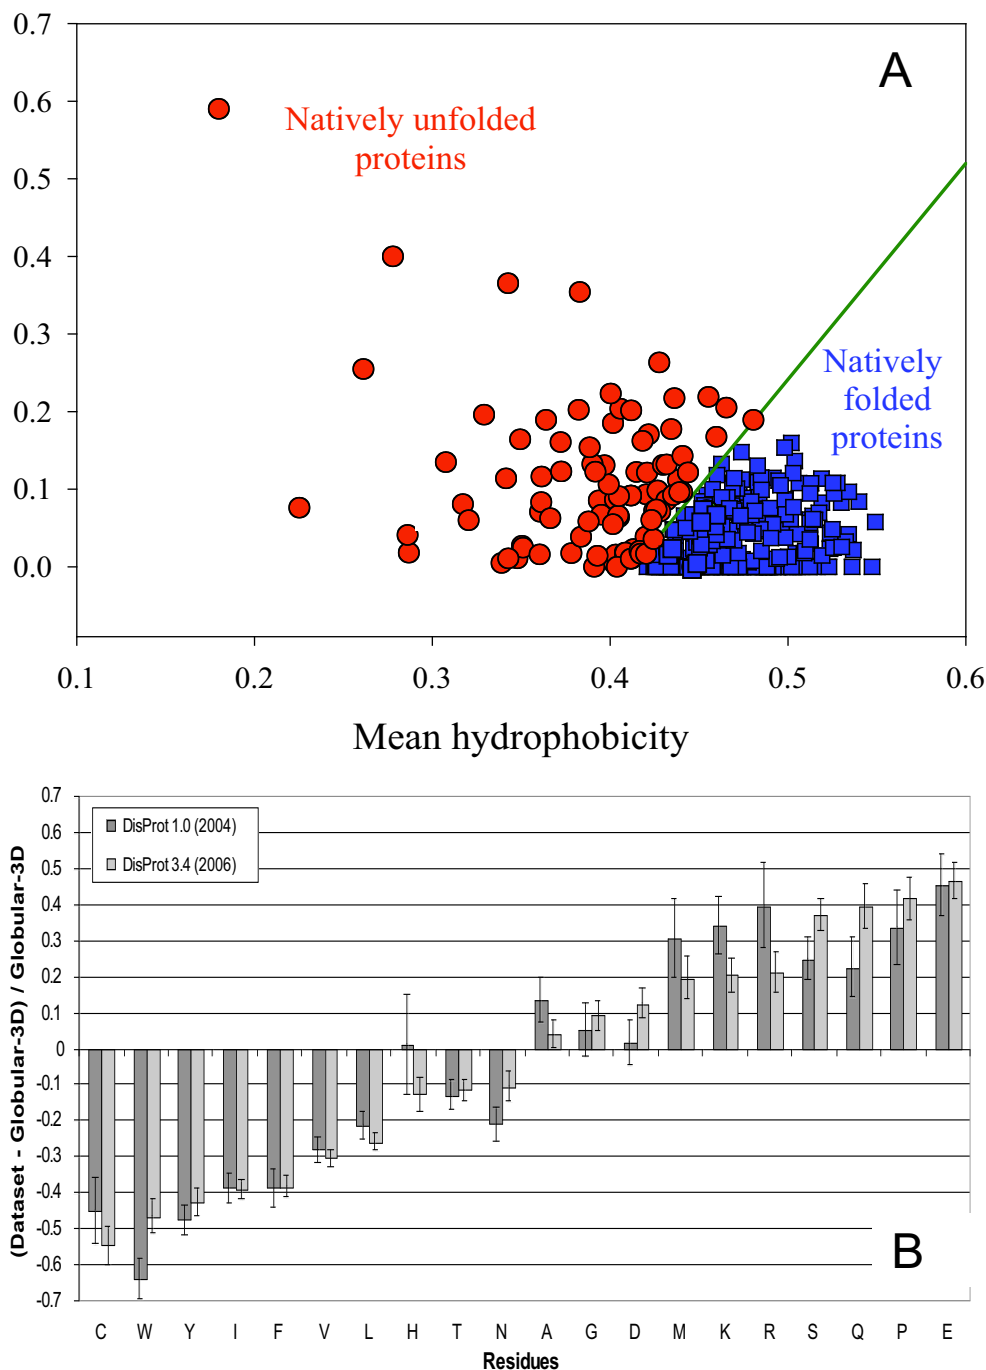 0.7
A
0.6
Natively unfolded
proteins
0.5
0.4
0.3
Natively
folded
proteins
0.2
0.1
0.0
0.1 0.2 0.3 0.4 0.5 0.6
Mean hydrophobicity
(Dataset - Globular-3D) / Globular-3D
0.7
DisProt 1.0 (2004)
0.6
DisProt 3.4 (2006)
0.5
0.4
0.3
0.2
0.1
0
-0.1
-0.2
-0.3
-0.4
-0.5
B
-0.6
-0.7
C W Y I F V L H T N A G D M K R S Q P E
Residues